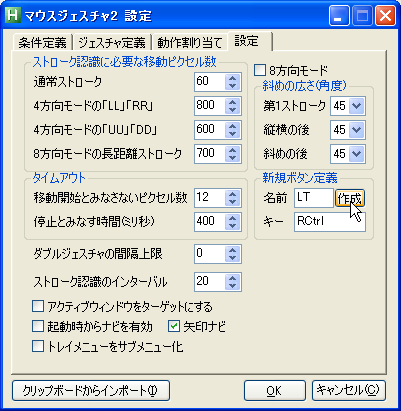 マウスジェスチャ2 設定
条件定義 ジェスチャ定義 動作割り当て 設定
ストローク認識に必要な移動ピクセル数
通常ストローク 60
4方向モードの「LL」「RR」 800
4方向モードの「UU」「DD」 600
8方向モードの長距離ストローク 700
8方向モード
斜めの広さ(角度)
第1ストローク 45
縦横の後 45
斜めの後 45
タイムアウト
移動開始とみなさないピクセル数 12
停止とみなす時間(ミリ秒) 400
新規ボタン定義
名前 LT 作成
キー RCtrl
ダブルジェスチャの間隔上限 0
ストローク認識のインターバル 20
アクティブウィンドウをターゲットにする
起動時からナビを有効 矢印ナビ
トレイメニューをサブメニュー化
クリップボードからインポート(I) OK キャンセル(C)